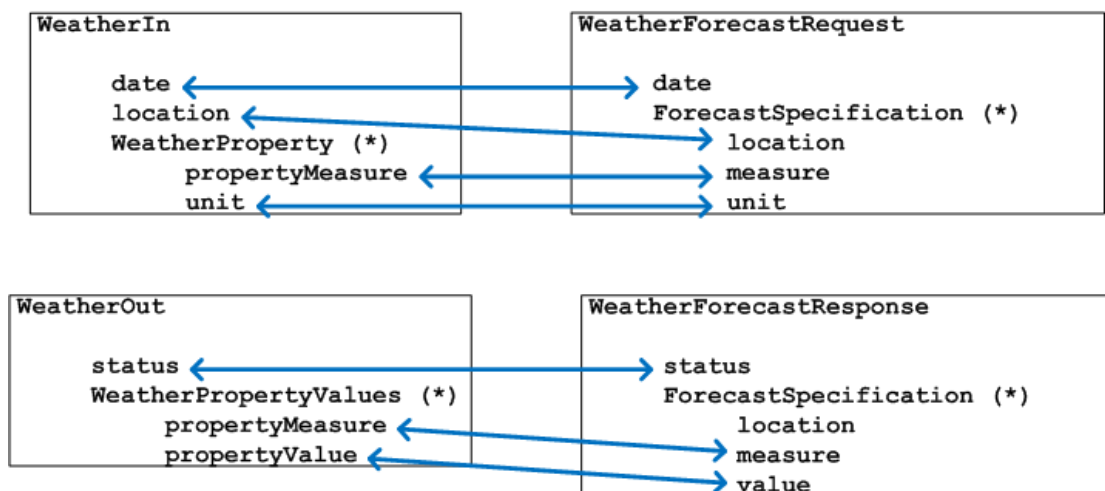 WeatherIn
date
location
WeatherProperty (*)
propertyMeasure
unit
WeatherForecastRequest
date
ForecastSpecification (*)
location
measure
unit
WeatherOut
status
WeatherPropertyValues (*)
propertyMeasure
propertyValue
WeatherForecastResponse
status
ForecastSpecification (*)
location
measure
value